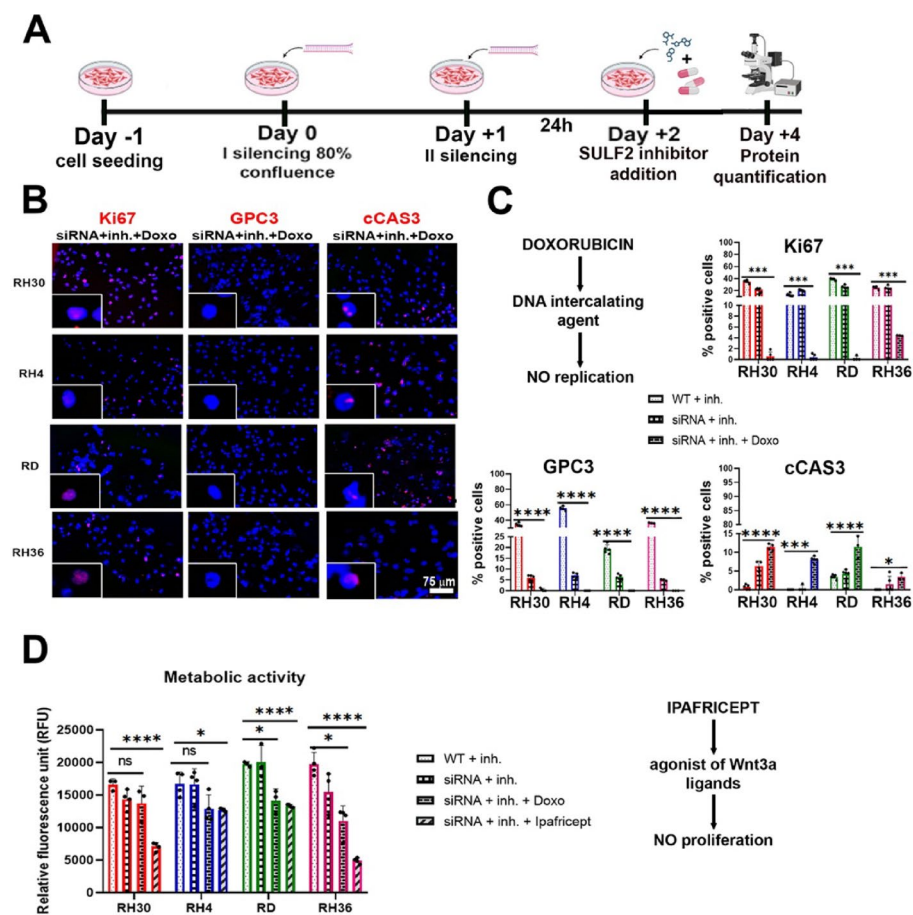 A
Day -1
cell seeding
Day 0
I silencing 80%
confluence
Day +1
II silencing
24h
+
Day +2
SULF2 inhibitor
addition
Day +4
Protein
quantification
B
Ki67
GPC3
cCAS3
siRNA+inh.+Doxo
siRNA+inh.+Doxo
siRNA+inh.+Doxo
RH30
RH4
RD
RH36
75 µm
C
DOXORUBICIN
DNA intercalating
agent
NO replication
Ki67
% positive cells
100
80
60
40
20
10
8
6
4
2
0
***
***
***
***
RH30 RH4 RD RH36
WT + inh.
siRNA + inh.
siRNA + inh. + Doxo
GPC3
% positive cells
100
80
60
40
25
20
15
10
5
0
****
****
****
****
RH30 RH4 RD RH36
cCAS3
% positive cells
100
80
60
40
20
15
10
5
0
****
***
****
*
RH30 RH4 RD RH36
D
Metabolic activity
Relative fluorescence unit (RFU)
25000
20000
15000
10000
5000
0
****
ns
*
ns
****
*
****
*
RH30 RH4 RD RH36
WT + inh.
siRNA + inh.
siRNA + inh. + Doxo
siRNA + inh. + Ipafricept
IPAFRICEPT
agonist of Wnt3a
ligands
NO proliferation